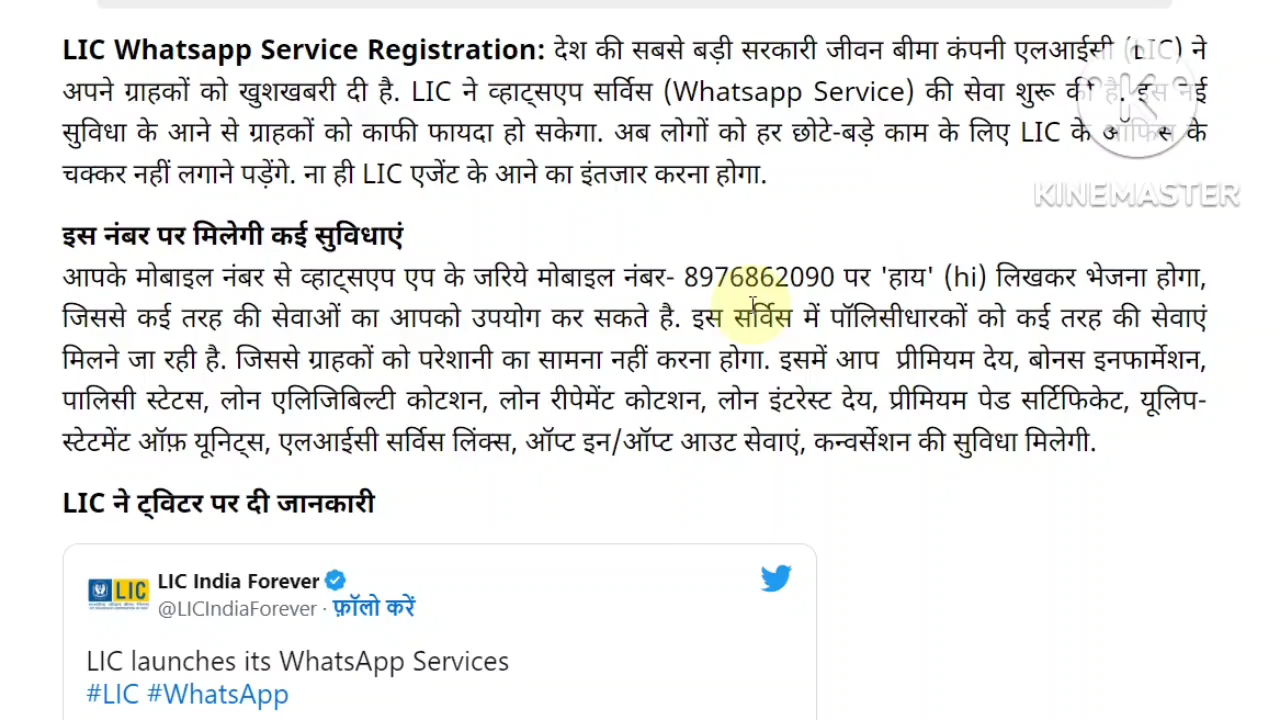 LIC Whatsapp Service Registration: देश की सबसे बड़ी सरकारी जीवन बीमा कंपनी एलआईसी (LIC) ने
अपने ग्राहकों को खुशखबरी दी है. LIC ने व्हाट्सएप सर्विस (Whatsapp Service) की सेवा शुरू की है. इस नई
सुविधा के आने से ग्राहकों को काफी फायदा हो सकेगा. अब लोगों को हर छोटे-बड़े काम के लिए LIC के ऑफिस के
चक्कर नहीं लगाने पड़ेंगे. ना ही LIC एजेंट के आने का इंतजार करना होगा.
KINEMASTER
इस नंबर पर मिलेगी कई सुविधाएं
आपके मोबाइल नंबर से व्हाट्सएप एप के जरिये मोबाइल नंबर- 8976862090 पर 'हाय' (hi) लिखकर भेजना होगा,
जिससे कई तरह की सेवाओं का आपको उपयोग कर सकते है. इस सर्विस में पॉलिसीधारकों को कई तरह की सेवाएं
मिलने जा रही है. जिससे ग्राहकों को परेशानी का सामना नहीं करना होगा. इसमें आप प्रीमियम देय, बोनस इनफार्मेशन,
पालिसी स्टेटस, लोन एलिजिबिल्टी कोटशन, लोन रीपेमेंट कोटशन, लोन इंटरेस्ट देय, प्रीमियम पेड सर्टिफिकेट, यूलिप-
स्टेटमेंट ऑफ़ यूनिट्स, एलआईसी सर्विस लिंक्स, ऑप्ट इन/ऑप्ट आउट सेवाएं, कन्वर्सेशन की सुविधा मिलेगी.
LIC ने ट्विटर पर दी जानकारी
LIC
LIC India Forever
@LICIndiaForever · फ़ॉलो करें
LIC launches its WhatsApp Services
#LIC #WhatsApp